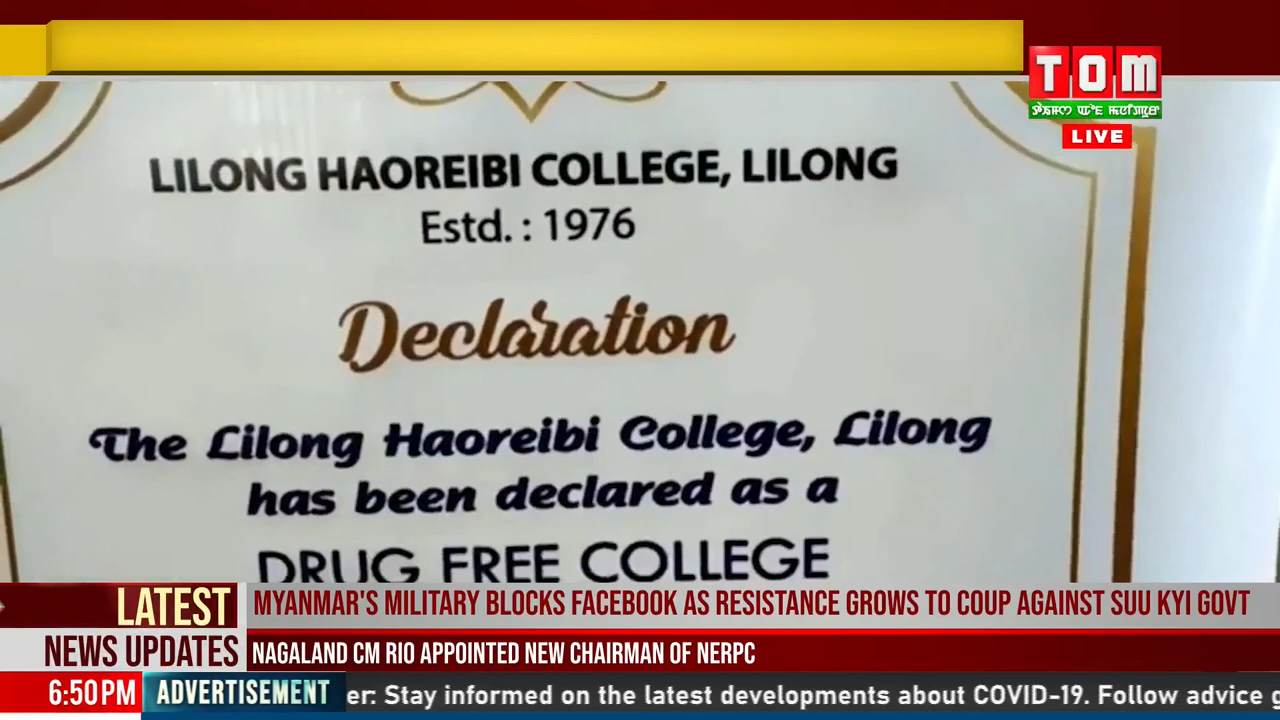 TOM
LIVE
LILONG HAOREIBI COLLEGE, LILONG
Estd. : 1976
Declaration
The Lilong Haoreibi College, Lilong
has been declared as a
DRUG FREE COLLEGE
LATEST
NEWS UPDATES
MYANMAR'S MILITARY BLOCKS FACEBOOK AS RESISTANCE GROWS TO COUP AGAINST SUU KYI GOVT
NAGALAND CM RIO APPOINTED NEW CHAIRMAN OF NERPC
6:50 PM
ADVERTISEMENT
er: Stay informed on the latest developments about COVID-19. Follow advice g